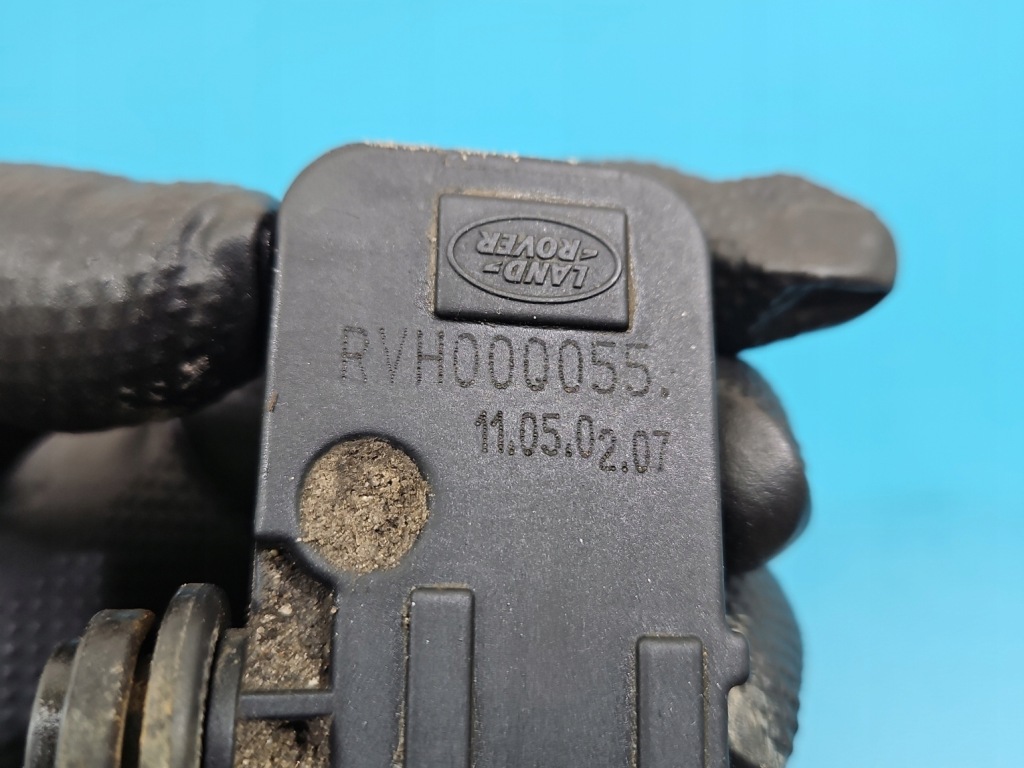 LAND-
ROVER
RVH000055.
11.05.02.07